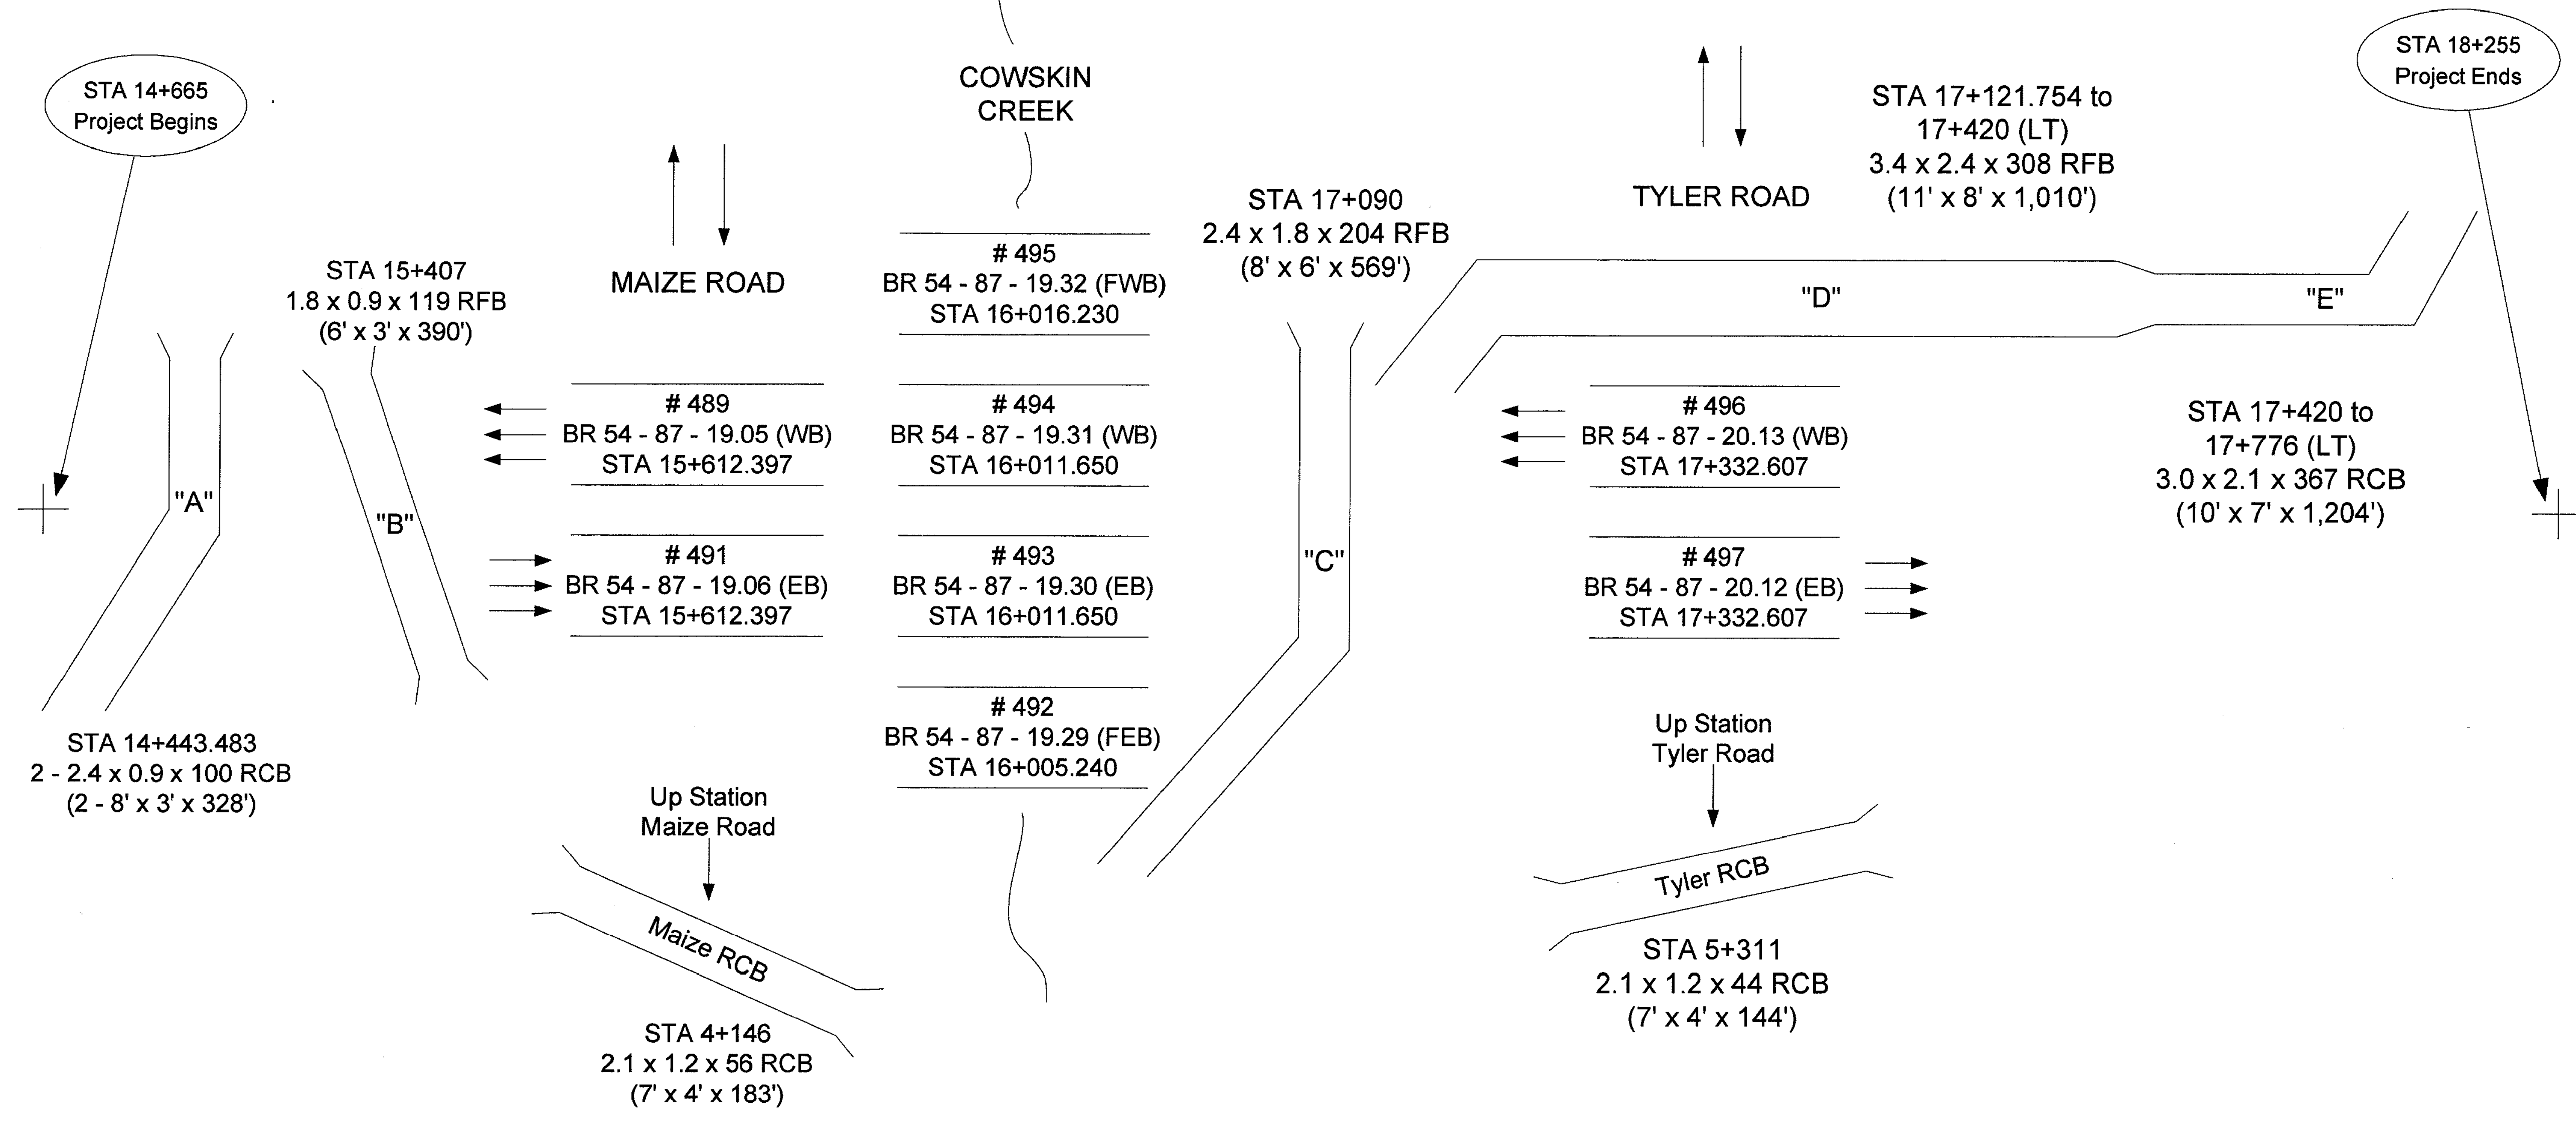 STA 14+665
Project Begins
COWSKIN
CREEK
STA 18+255
Project Ends
STA 17+121.754 to
17+420 (LT)
3.4 x 2.4 x 308 RFB
(11' x 8' x 1,010')
TYLER ROAD
STA 17+090
2.4 x 1.8 x 204 RFB
(8' x 6' x 569')
STA 15+407
1.8 x 0.9 x 119 RFB
(6' x 3' x 390')
MAIZE ROAD
# 495
BR 54 - 87 - 19.32 (FWB)
STA 16+016.230
"D"
"E"
# 489
BR 54 - 87 - 19.05 (WB)
STA 15+612.397
# 494
BR 54 - 87 - 19.31 (WB)
STA 16+011.650
# 496
BR 54 - 87 - 20.13 (WB)
STA 17+332.607
STA 17+420 to
17+776 (LT)
3.0 x 2.1 x 367 RCB
(10' x 7' x 1,204')
"A"
"B"
# 491
BR 54 - 87 - 19.06 (EB)
STA 15+612.397
# 493
BR 54 - 87 - 19.30 (EB)
STA 16+011.650
"C"
# 497
BR 54 - 87 - 20.12 (EB)
STA 17+332.607
# 492
BR 54 - 87 - 19.29 (FEB)
STA 16+005.240
STA 14+443.483
2 - 2.4 x 0.9 x 100 RCB
(2 - 8' x 3' x 328')
Up Station
Maize Road
Maize RCB
STA 4+146
2.1 x 1.2 x 56 RCB
(7' x 4' x 183')
Up Station
Tyler Road
Tyler RCB
STA 5+311
2.1 x 1.2 x 44 RCB
(7' x 4' x 144')